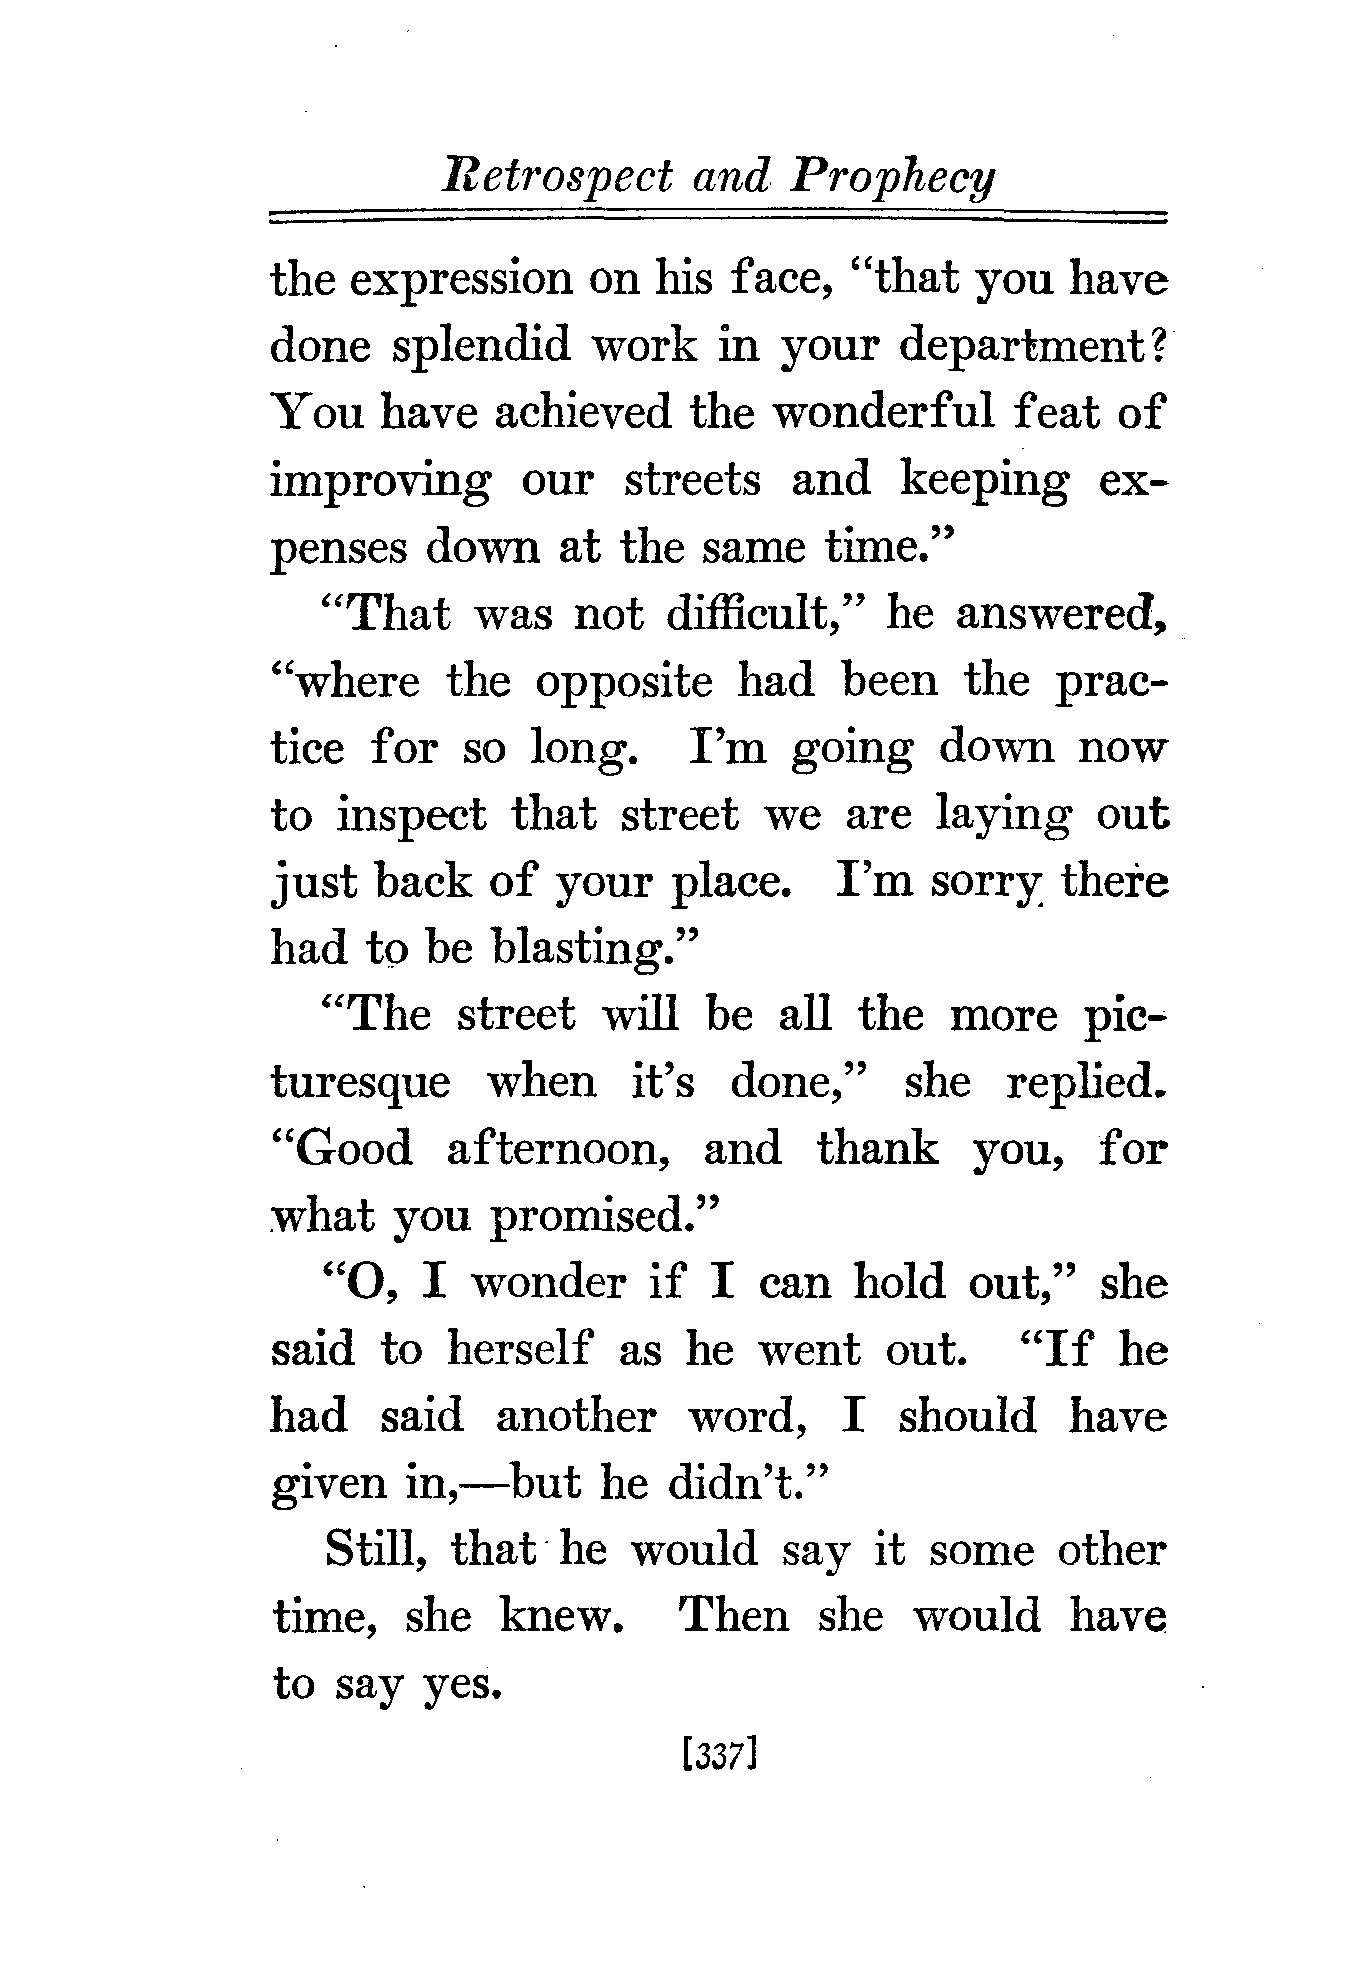 Retrospect and Prophecy
the expression on his face, “that you have
done splendid work in your department?
You have achieved the wonderful feat of
improving our streets and keeping ex-
penses down at the same time.”
“That was not difficult,” he answered,
“where the opposite had been the prac-
tice for so long. I’m going down now
to inspect that street we are laying out
just back of your place. I’m sorry there
had to be blasting.”
“The street will be all the more pic-
turesque when it’s done,” she replied.
“Good afternoon, and thank you, for
what you promised.”
“O, I wonder if I can hold out,” she
said to herself as he went out. “If he
had said another word, I should have
given in,—but he didn’t.”
Still, that he would say it some other
time, she knew. Then she would have
to say yes.
[337]